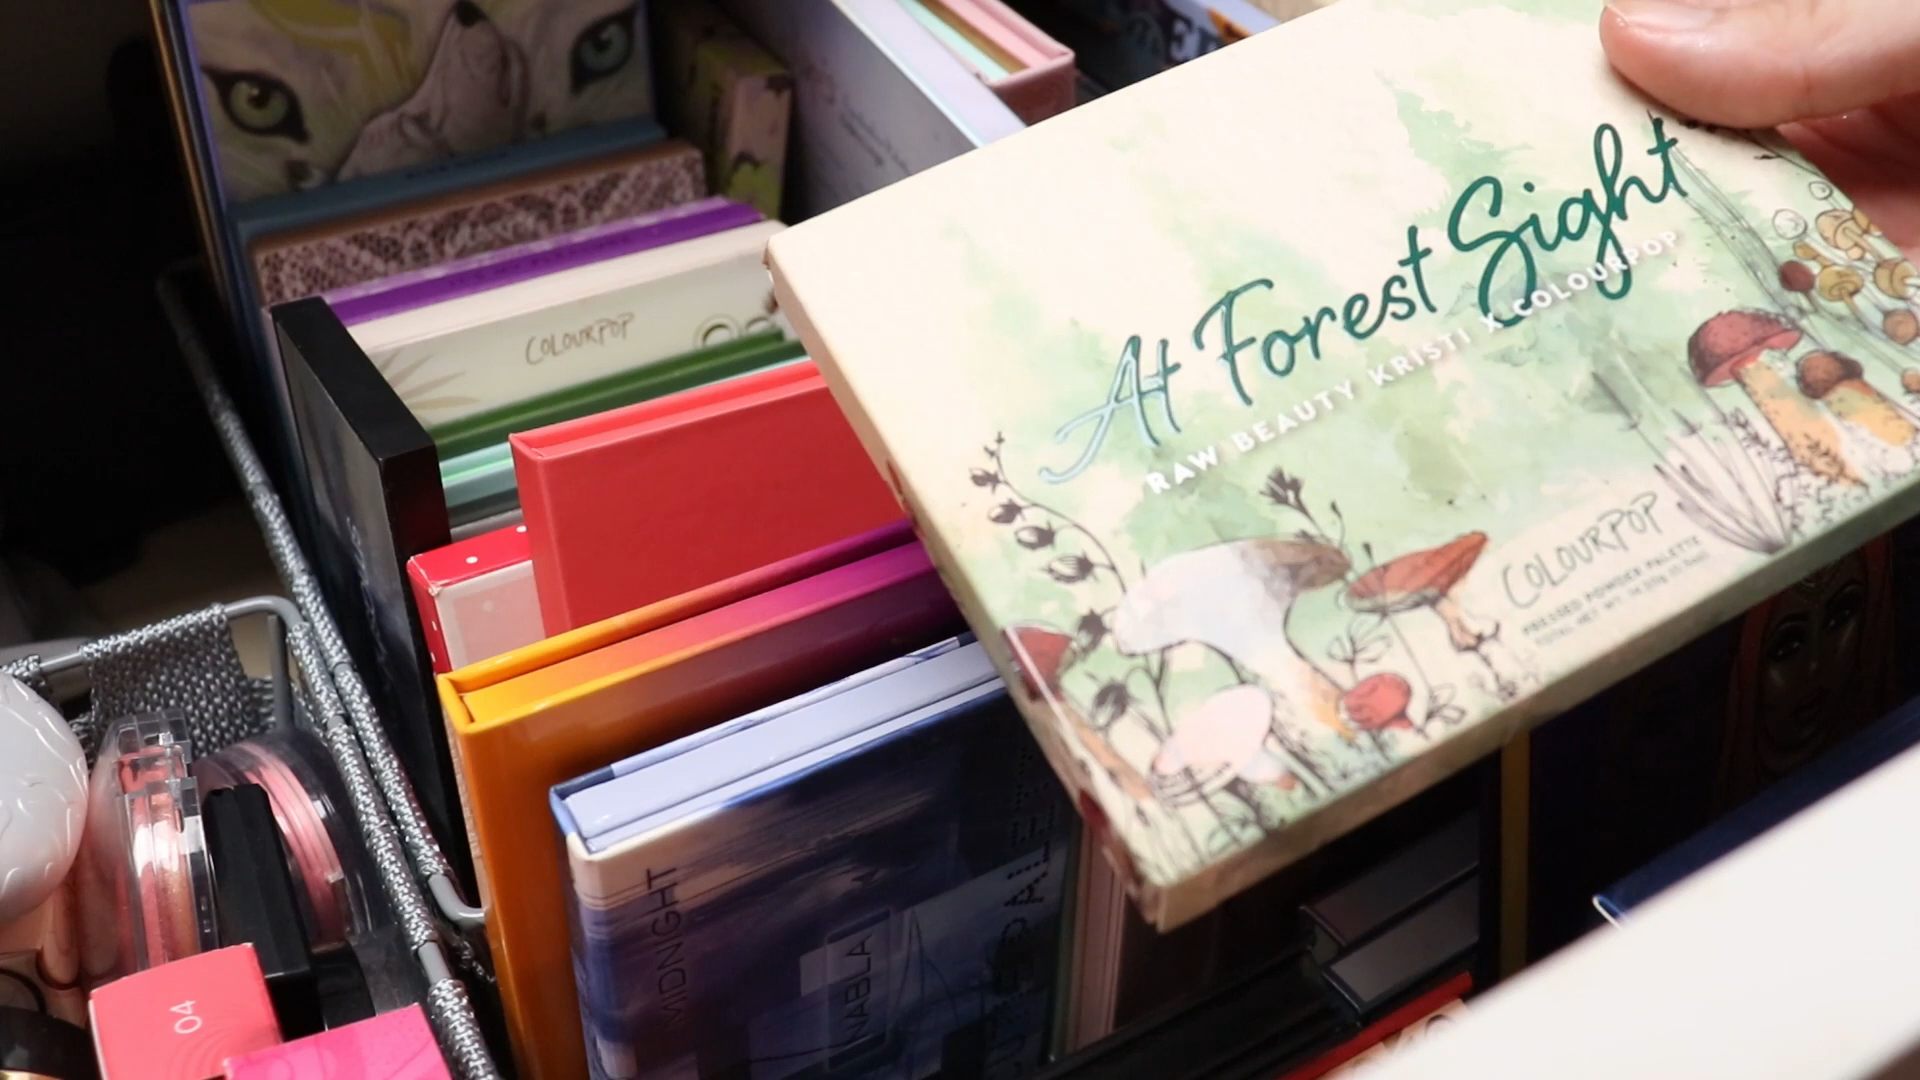 At Forest Sight
RAW BEAUTY KRISTI X COLOURPOP
COLOURPOP
PRESSED POWDER PALETTE
COLOURPOP
MIDNIGHT
NABLA
04